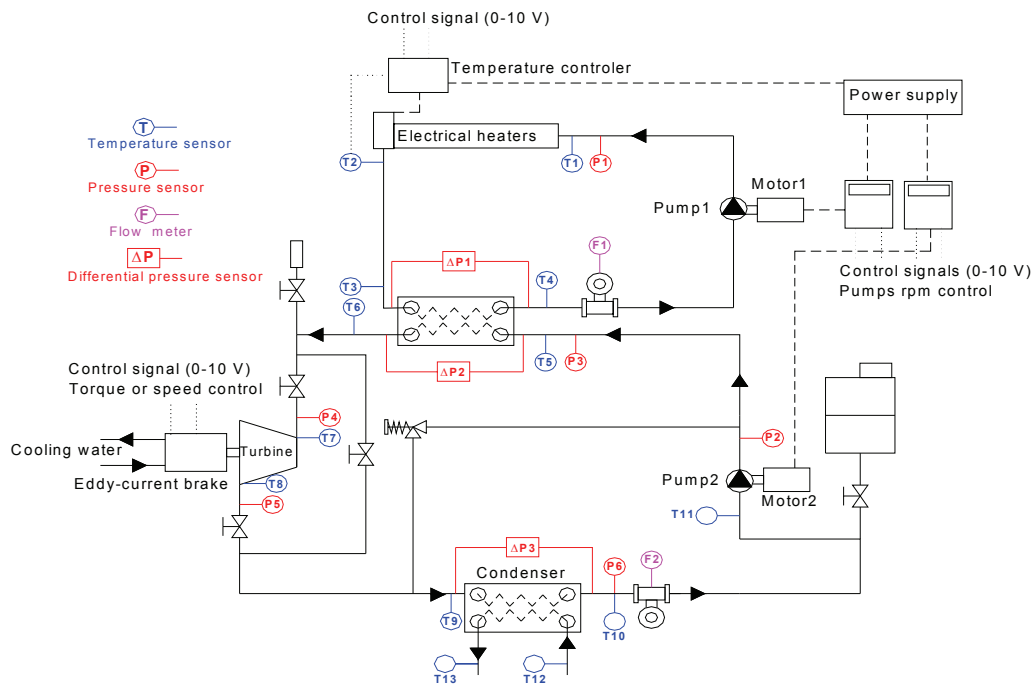 Control signal (0-10 V)
Temperature controler
Power supply
T
Temperature sensor
Electrical heaters
T2
T1
P1
P
Pressure sensor
Motor1
Pump1
F
Flow meter
F1
ΔP
Differential pressure sensor
ΔP1
Control signals (0-10 V)
Pumps rpm control
T3
T4
T6
T5
P3
ΔP2
Control signal (0-10 V)
Torque or speed control
P4
T7
P2
Cooling water
Turbine
Eddy-current brake
T8
Pump2
Motor2
P5
T11
ΔP3
Condenser
P6
F2
T9
T10
T13
T12